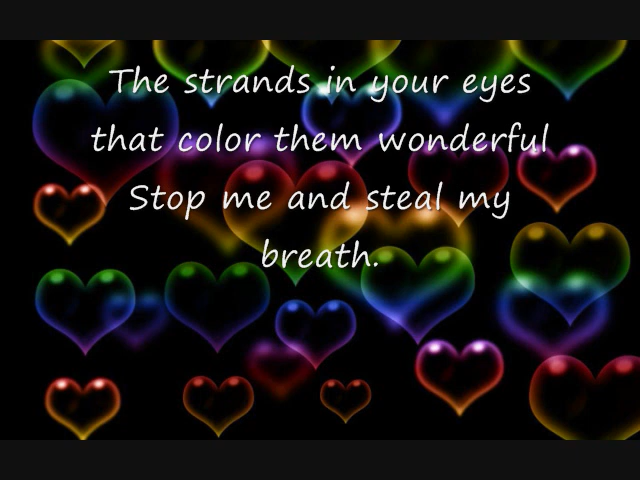 The strands in your eyes
that color them wonderful
Stop me and steal my
breath.